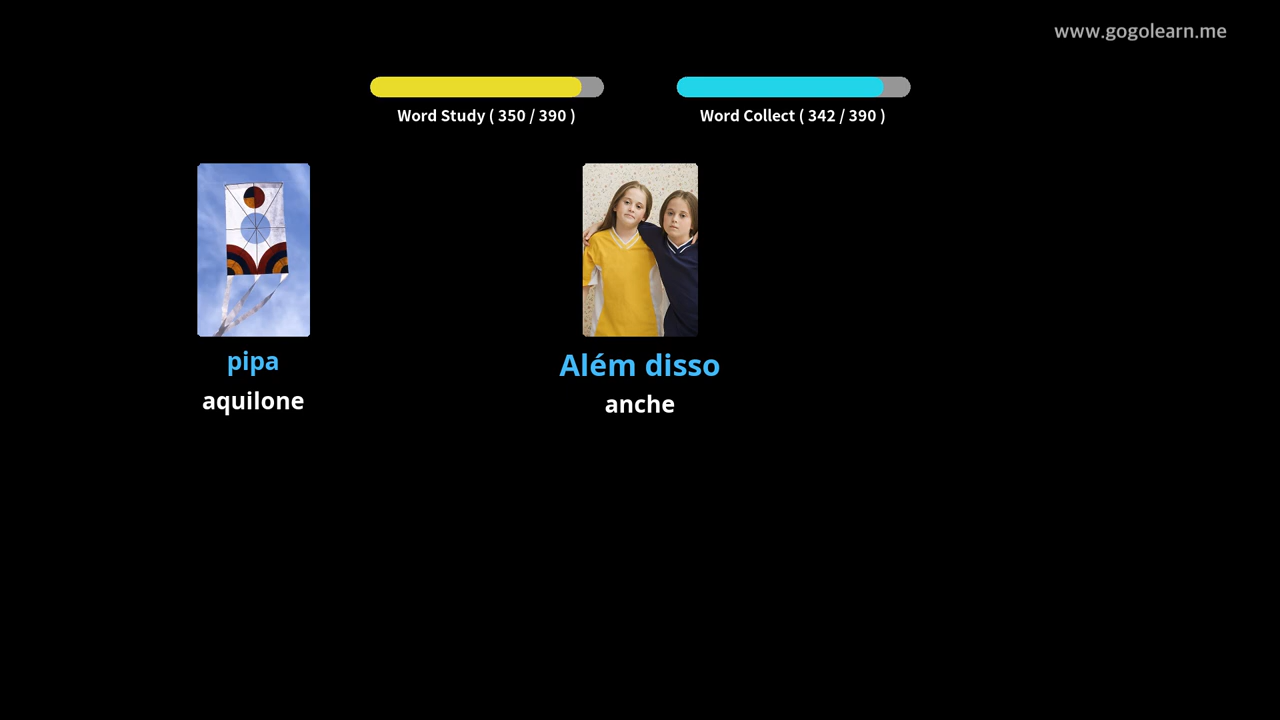 www.gogolearn.me
Word Study ( 350 / 390 )
Word Collect ( 342 / 390 )
pipa
aquilone
Além disso
anche